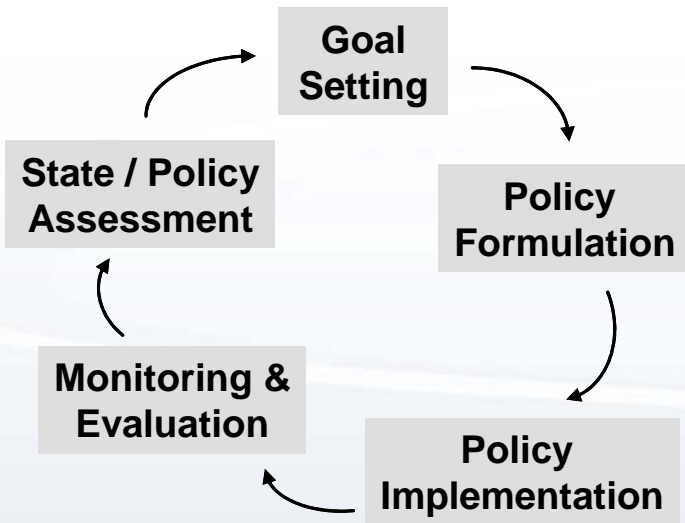 Goal
Setting
Policy
Formulation
Policy
Implementation
Monitoring &
Evaluation
State / Policy
Assessment